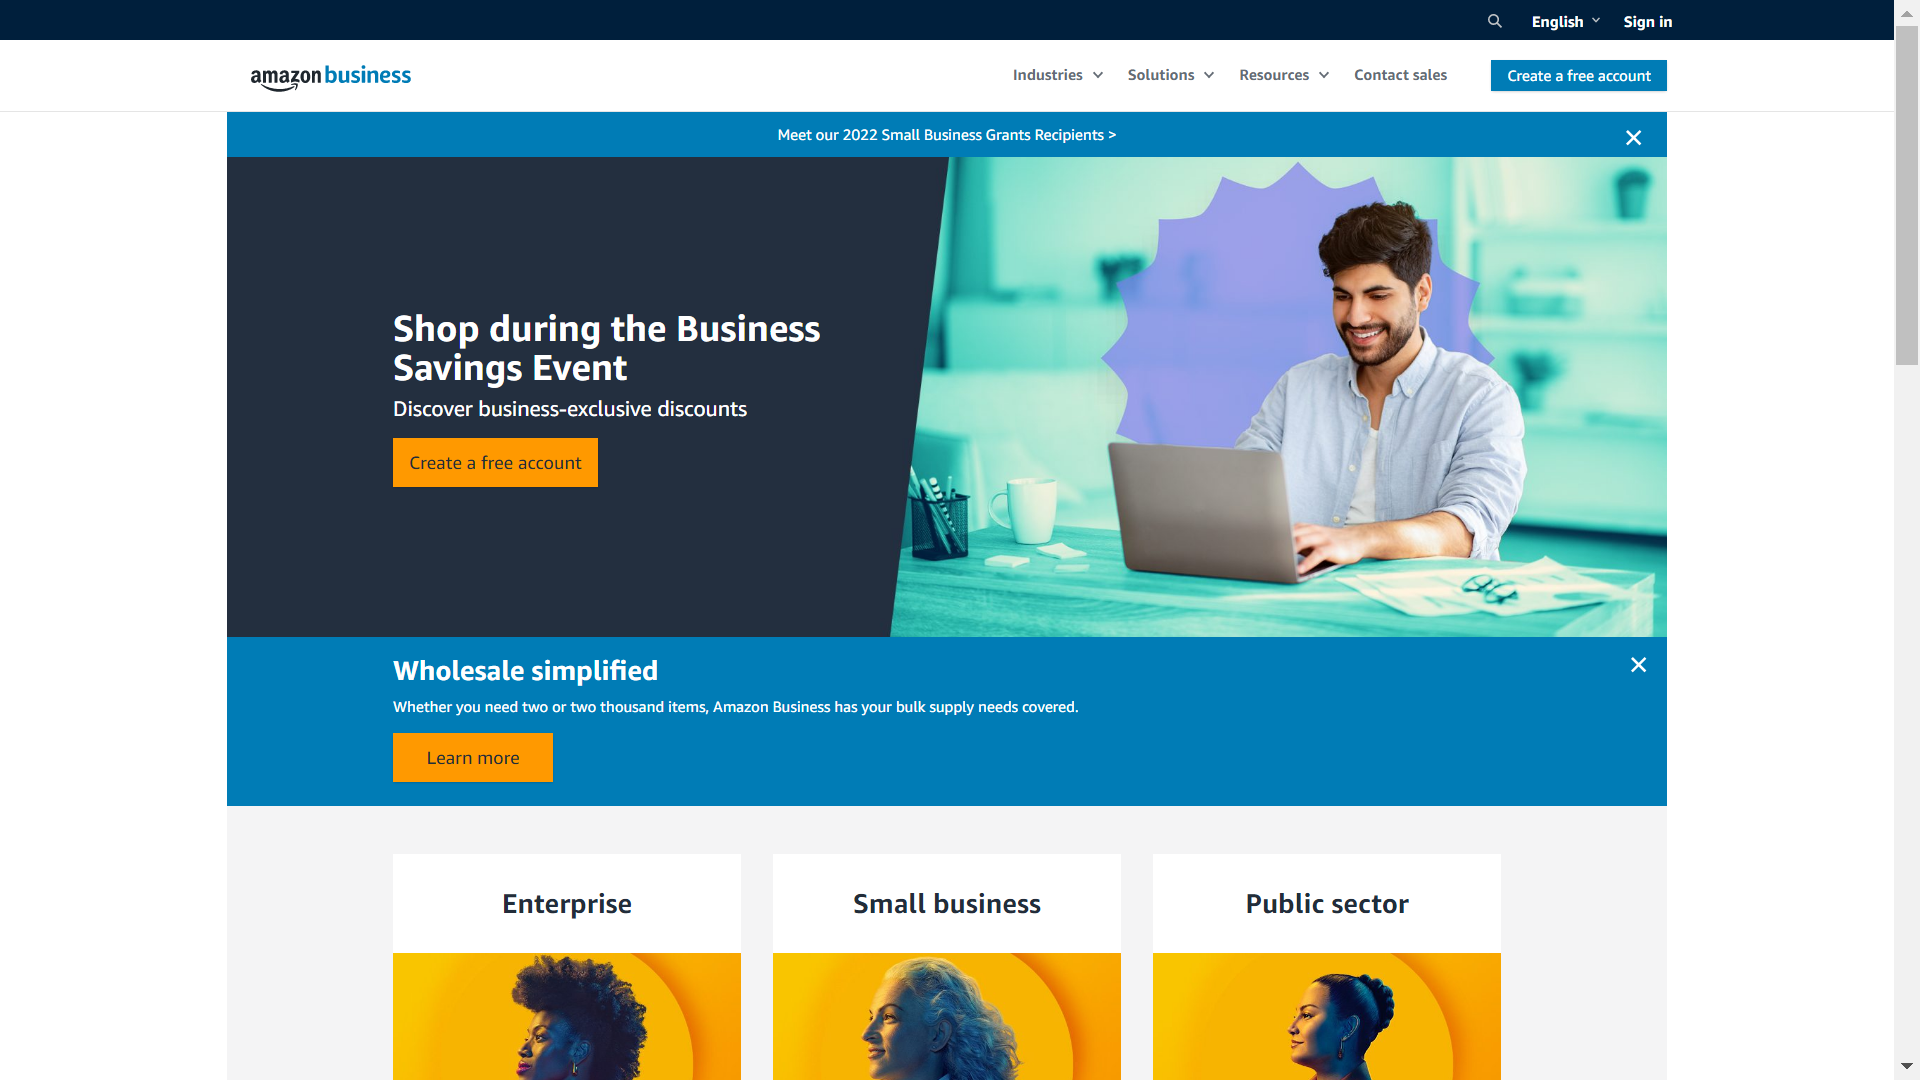 English
Sign in
amazon business
Industries
Solutions
Resources
Contact sales
Create a free account
Meet our 2022 Small Business Grants Recipients >
Shop during the Business
Savings Event
Discover business-exclusive discounts
Create a free account
Wholesale simplified
Whether you need two or two thousand items, Amazon Business has your bulk supply needs covered.
Learn more
Enterprise
Small business
Public sector